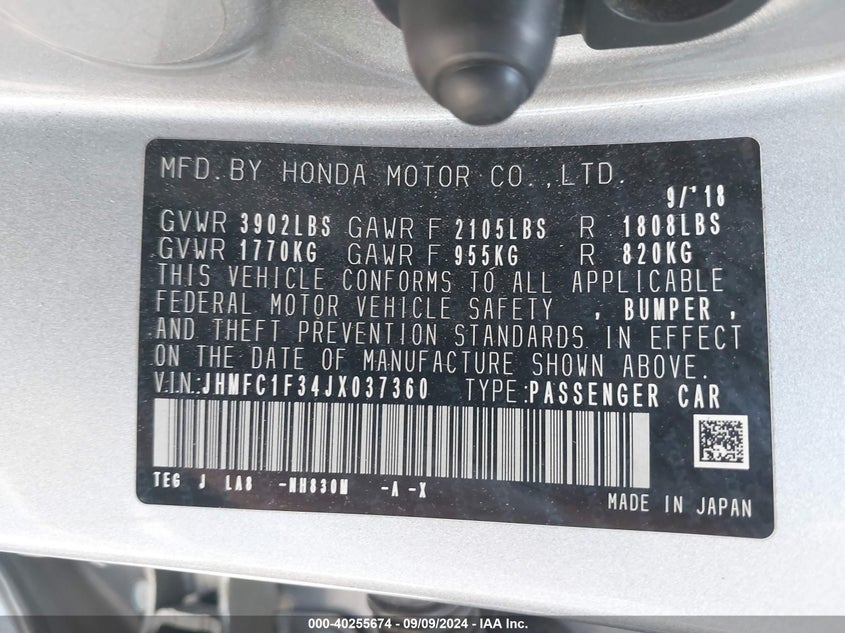 MFD.BY HONDA MOTOR CO.,LTD.
9/'18
GVWR 3902LBS GAWR F 2105LBS R 1808LBS
GVWR 1770KG GAWR F 955KG R 820KG
THIS VEHICLE CONFORMS TO ALL APPLICABLE
FEDERAL MOTOR VEHICLE SAFETY , BUMPER ,
AND THEFT PREVENTION STANDARDS IN EFFECT
ON THE DATE OF MANUFACTURE SHOWN ABOVE.
VIN:JHMFC1F34JX037360 TYPE:PASSENGER CAR
TEG J LA8 -NH830M -A -X
MADE IN JAPAN
000-40255674 - 09/09/2024 - IAA Inc.